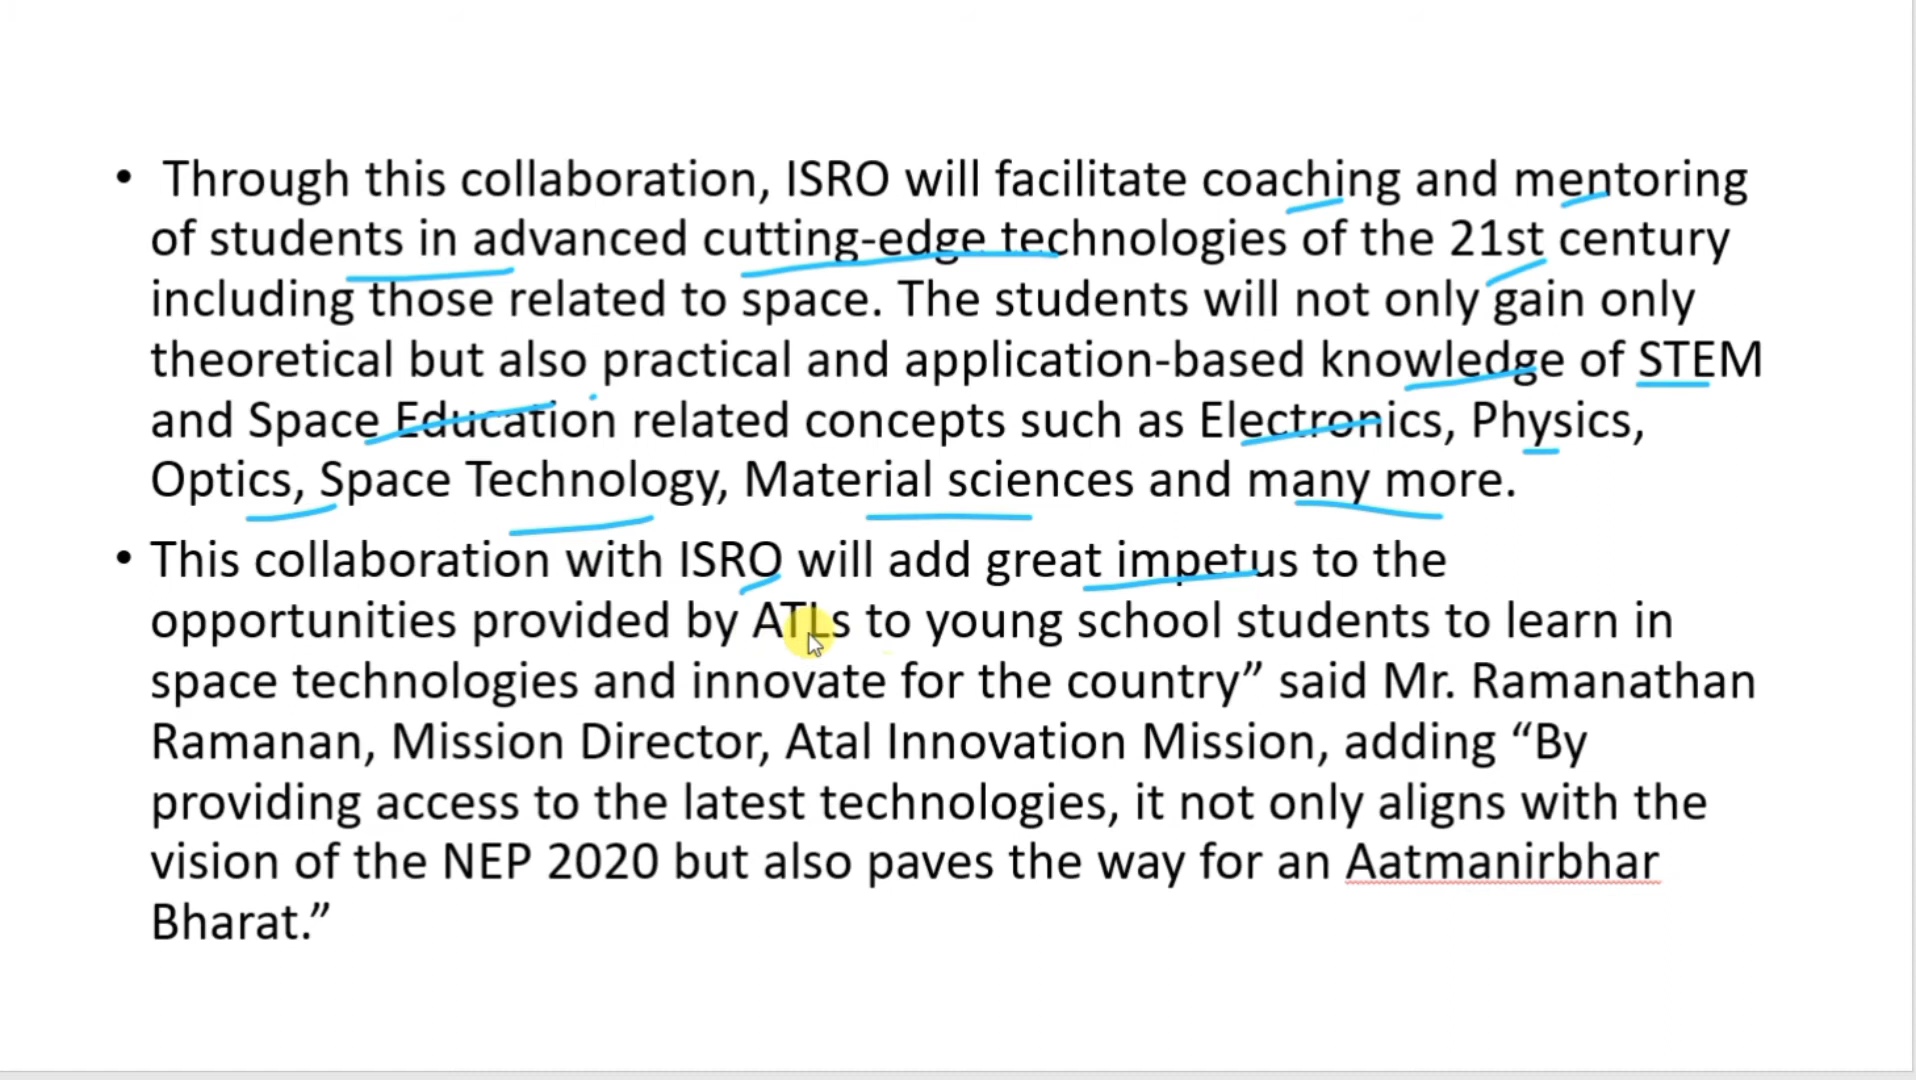 • Through this collaboration, ISRO will facilitate coaching and mentoring
of students in advanced cutting-edge technologies of the 21st century
including those related to space. The students will not only gain only
theoretical but also practical and application-based knowledge of STEM
and Space Education related concepts such as Electronics, Physics,
Optics, Space Technology, Material sciences and many more.
• This collaboration with ISRO will add great impetus to the
opportunities provided by ATLs to young school students to learn in
space technologies and innovate for the country” said Mr. Ramanathan
Ramanan, Mission Director, Atal Innovation Mission, adding “By
providing access to the latest technologies, it not only aligns with the
vision of the NEP 2020 but also paves the way for an Aatmanirbhar
Bharat.”